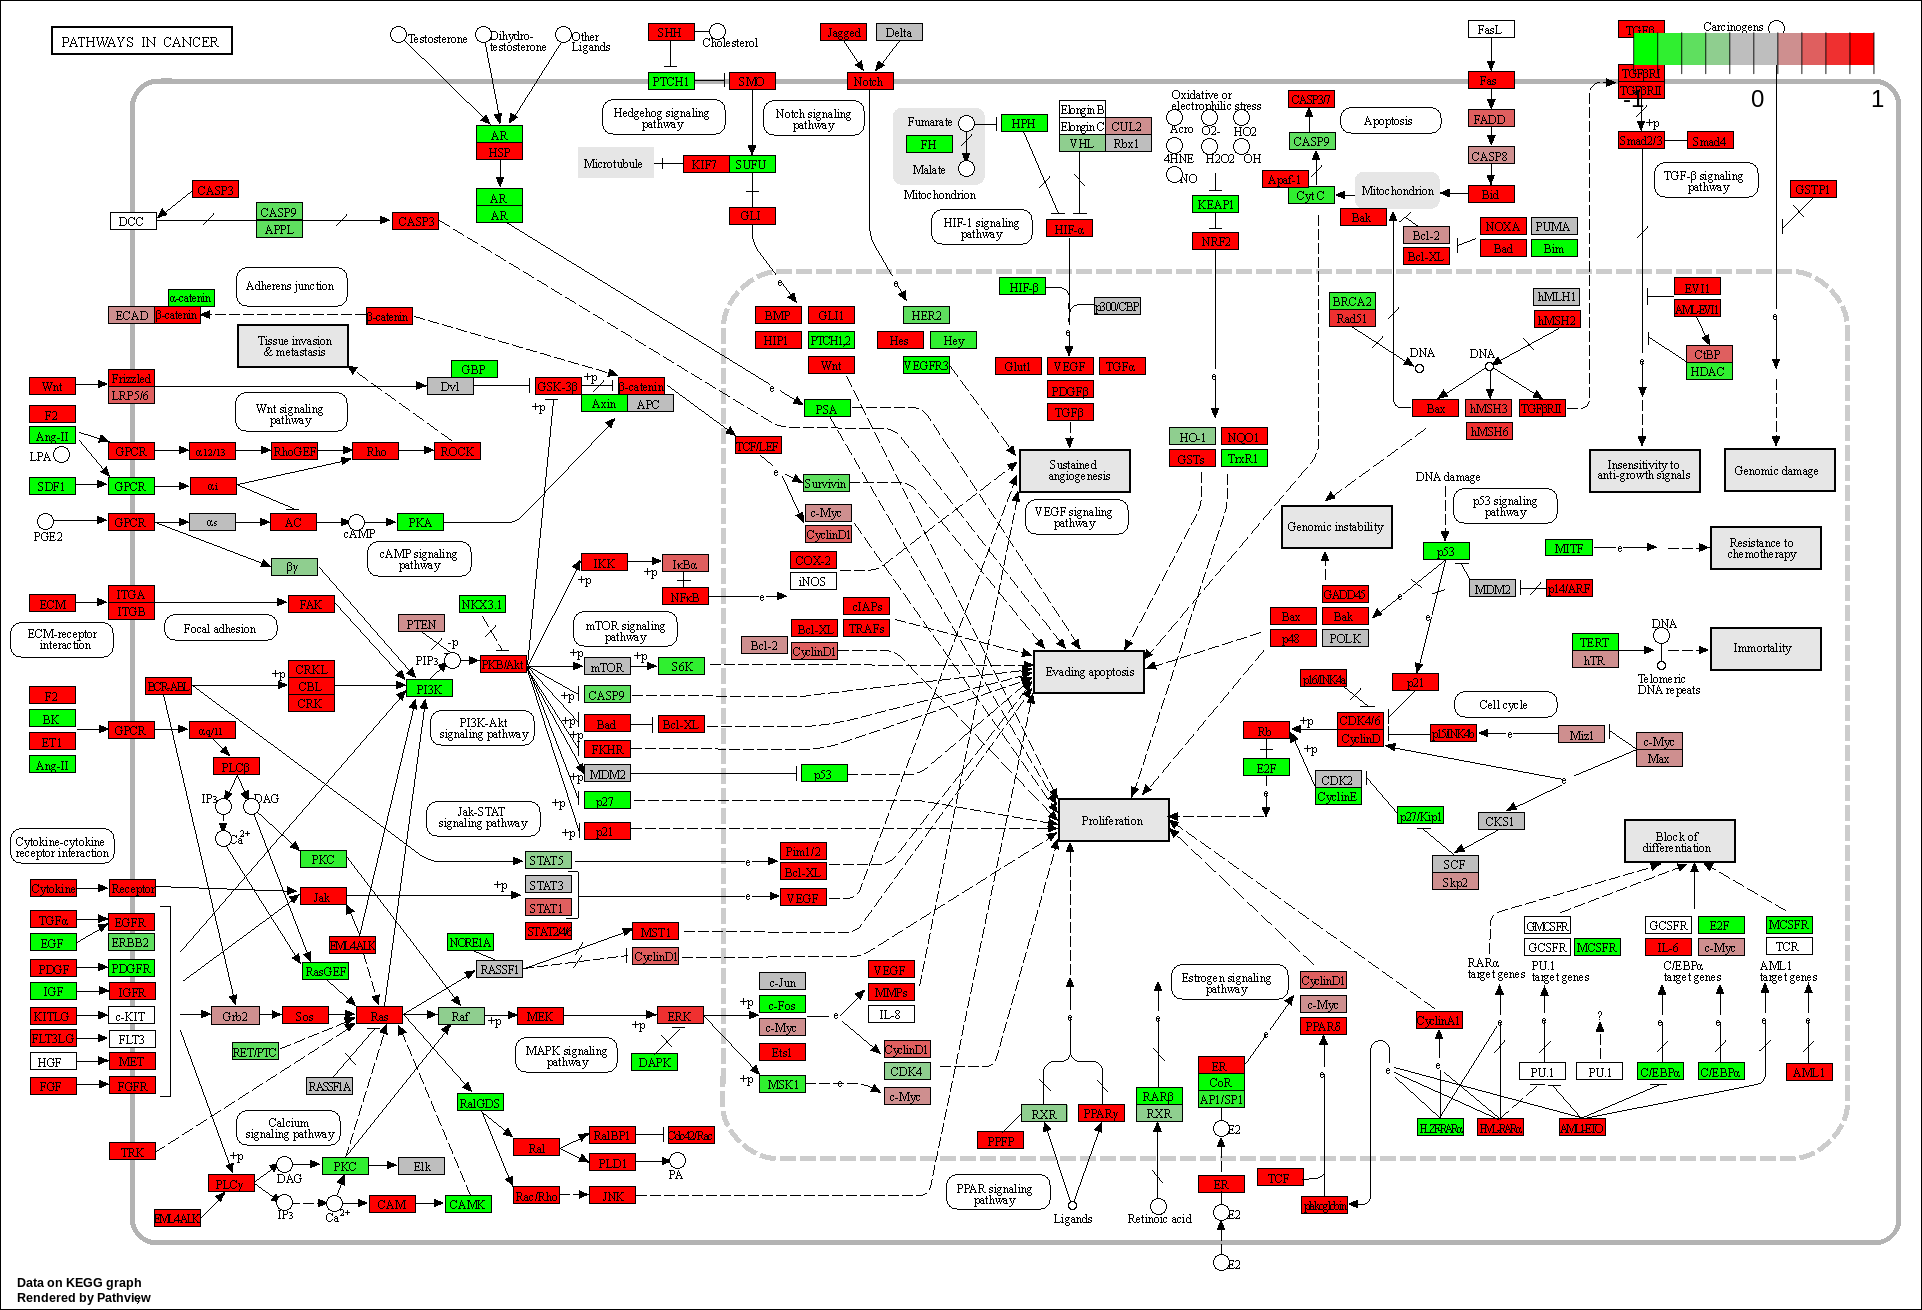 PATHWAYS IN CANCER
Testosterone
Dihydro-
testosterone
Other
Ligands
SHH
Cholesterol
Jagged
Delta
FasL
TGFβ
Carcinogens
-1
0
1
PTCH1
SMO
Notch
Fas
TGFβRI
TGFβRII
Hedgehog signaling
pathway
Notch signaling
pathway
Fumarate
FH
Malate
Mitochondrion
HPH
Elongin B
Elongin C
CUL2
VHL
Rbx1
Oxidative or
electrophilic stress
Acro
O2-
HO2
4HNE
H2O2
OH
NO
CASP3/7
CASP9
Apoptosis
FADD
CASP8
+p
Smad2/3
Smad4
TGF-β signaling
pathway
AR
HSP
AR
AR
Microtubule
KIF7
SUFU
GLI
HIF-1 signaling
pathway
HIF-α
KEAP1
NRF2
Apaf-1
Cyt C
Mitochondrion
Bid
Bak
Bcl-2
Bcl-XL
NOXA
PUMA
Bad
Bim
GSTP1
CASP3
DCC
CASP9
APPL
CASP3
Adherens junction
α-catenin
ECAD
β-catenin
β-catenin
Tissue invasion
& metastasis
e
e
BMP
GLI1
HIP1
PTCH1,2
Wnt
HER2
Hes
Hey
VEGFR3
HIF-β
p300/CBP
e
Glut1
VEGF
TGFα
PDGFβ
TGFβ
BRCA2
Rad51
hMLH1
hMSH2
DNA
DNA
EVI1
AML-EVI1
CtBP
HDAC
e
e
e
Wnt
Frizzled
LRP5/6
Dvl
GBP
GSK-3β
+p
+p
β-catenin
Axin
APC
Wnt signaling
pathway
F2
Ang-II
LPA
GPCR
α12/13
RhoGEF
Rho
ROCK
SDF1
GPCR
αi
PGE2
GPCR
αs
AC
cAMP
PKA
cAMP signaling
pathway
βγ
e
PSA
TCF/LEF
e
Survivin
c-Myc
CyclinD1
COX-2
iNOS
Sustained
angiogenesis
VEGF signaling
pathway
HO-1
NQO1
GSTs
TrxR1
Bax
hMSH3
TGFβRII
hMSH6
Insensitivity to
anti-growth signals
Genomic damage
DNA damage
p53 signaling
pathway
Genomic instability
p53
MITF
e
Resistance to
chemotherapy
MDM2
p14/ARF
e
e
ECM
ITGA
ITGB
FAK
ECM-receptor
interaction
Focal adhesion
NKX3.1
PTEN
-p
PIP3
PKB/Akt
IKK
+p
+p
IκBα
NFκB
e
mTOR signaling
pathway
cIAPs
Bcl-XL
TRAFs
Bcl-2
CyclinD1
GADD45
Bax
Bak
p48
POLK
TERT
hTR
DNA
Telomeric
DNA repeats
Immortality
+p
mTOR
+p
S6K
CRKL
+p
CBL
CRK
BCR-ABL
PI3K
PI3K-Akt
signaling pathway
+p
CASP9
+p
Bad
Bcl-XL
+p
FKHR
+p
MDM2
p53
+p
p27
p21
Evading apoptosis
p16/INK4a
p21
Cell cycle
F2
BK
ET1
Ang-II
GPCR
αq/11
PLCβ
IP3
DAG
Ca2+
Rb
+p
CDK4/6
CyclinD
p15/INK4b
e
Miz1
c-Myc
Max
E2F
e
+p
CDK2
CyclinE
e
p27/Kip1
CKS1
SCF
Skp2
Jak-STAT
signaling pathway
Proliferation
Block of
differentiation
Cytokine-cytokine
receptor interaction
PKC
STAT5
e
Pim1/2
Bcl-XL
Cytokine
Receptor
Jak
+p
STAT3
STAT1
STAT2/4/6
e
VEGF
TGFα
EGFR
EGF
ERBB2
PDGF
PDGFR
IGF
IGFR
KITLG
c-KIT
FLT3LG
FLT3
HGF
MET
FGF
FGFR
EML4ALK
RasGEF
NORE1A
RASSF1
MST1
CyclinD1
Grb2
Sos
Ras
Raf
+p
MEK
+p
ERK
DAPK
+p
+p
RET/PTC
RASSF1A
MAPK signaling
pathway
c-Jun
c-Fos
c-Myc
Ets1
MSK1
e
e
VEGF
MMPs
IL-8
CyclinD1
CDK4
c-Myc
e
Estrogen signaling
pathway
e
CyclinD1
c-Myc
PPARδ
e
GMCSFR
GCSFR
MCSFR
GCSFR
IL-6
E2F
c-Myc
MCSFR
TCR
RARα
target genes
PU.1
target genes
C/EBPα
target genes
AML1
target genes
CyclinA1
?
e
e
e
e
e
e
e
PU.1
PU.1
C/EBPα
C/EBPα
AML1
ER
CoR
AP1/SP1
RARβ
RXR
RXR
PPARγ
PPFP
PLZF-RARα
PML-RARα
AML1-ETO
E2
Calcium
signaling pathway
RalGDS
Ral
RalBP1
Cdc42/Rac
PLD1
PA
Rac/Rho
JNK
TRK
+p
PLCγ
EML4ALK
DAG
IP3
PKC
Elk
Ca2+
CAM
CAMK
PPAR signaling
pathway
Ligands
Retinoic acid
ER
E2
E2
TCF
Data on KEGG graph
Rendered by Pathview